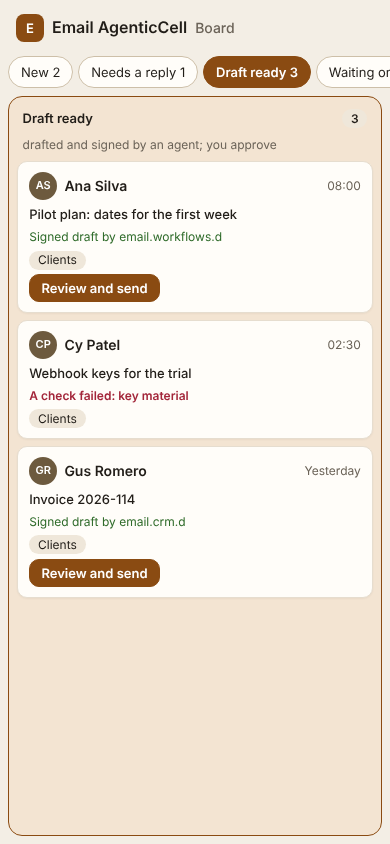 E Email AgenticCell Board
New 2 Needs a reply 1 Draft ready 3 Waiting
Draft ready 3
drafted and signed by an agent; you approve
AS Ana Silva 08:00
Pilot plan: dates for the first week
Signed draft by email.workflows.d
Clients
Review and send
CP Cy Patel 02:30
Webhook keys for the trial
A check failed: key material
Clients
GR Gus Romero Yesterday
Invoice 2026-114
Signed draft by email.crm.d
Clients
Review and send